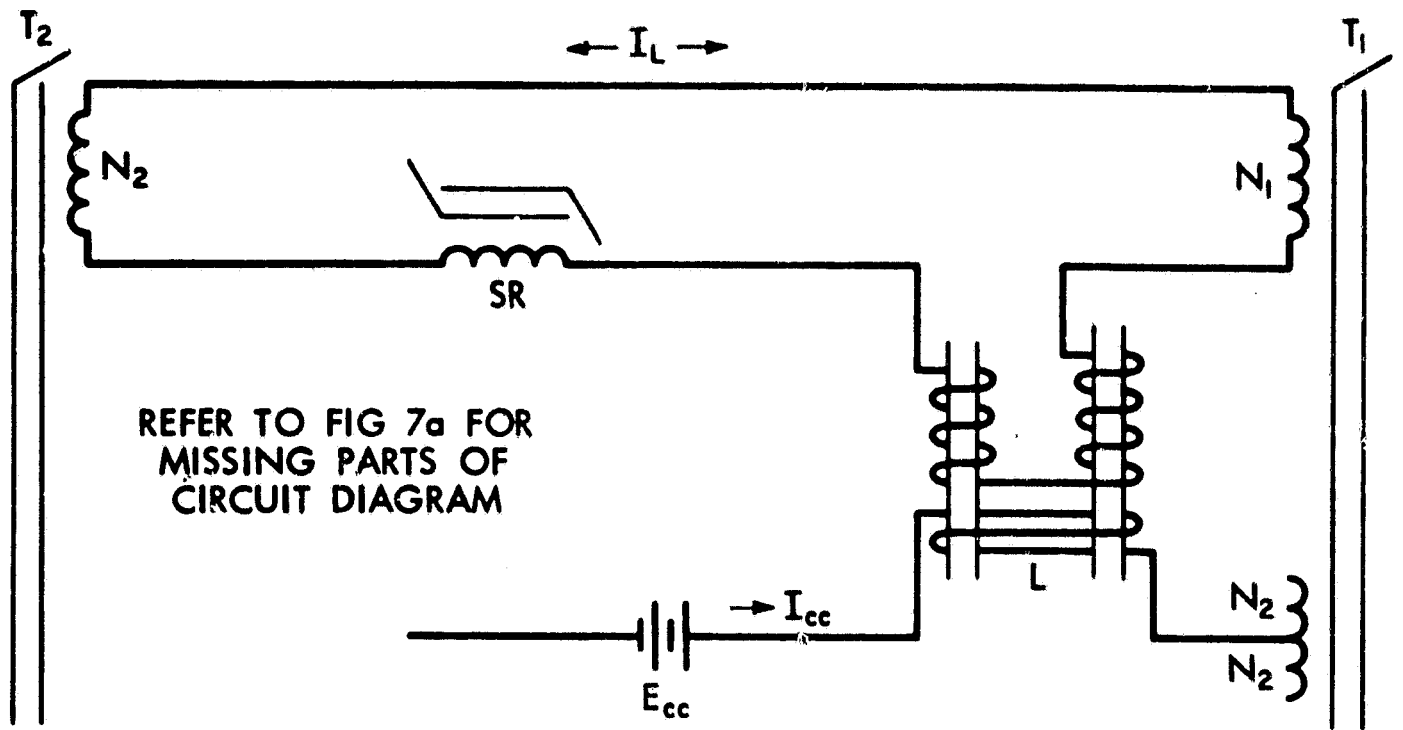 T2
IL
T1
N2
N1
SR
REFER TO FIG 7a FOR
MISSING PARTS OF
CIRCUIT DIAGRAM
L
Icc
N2
N2
Ecc